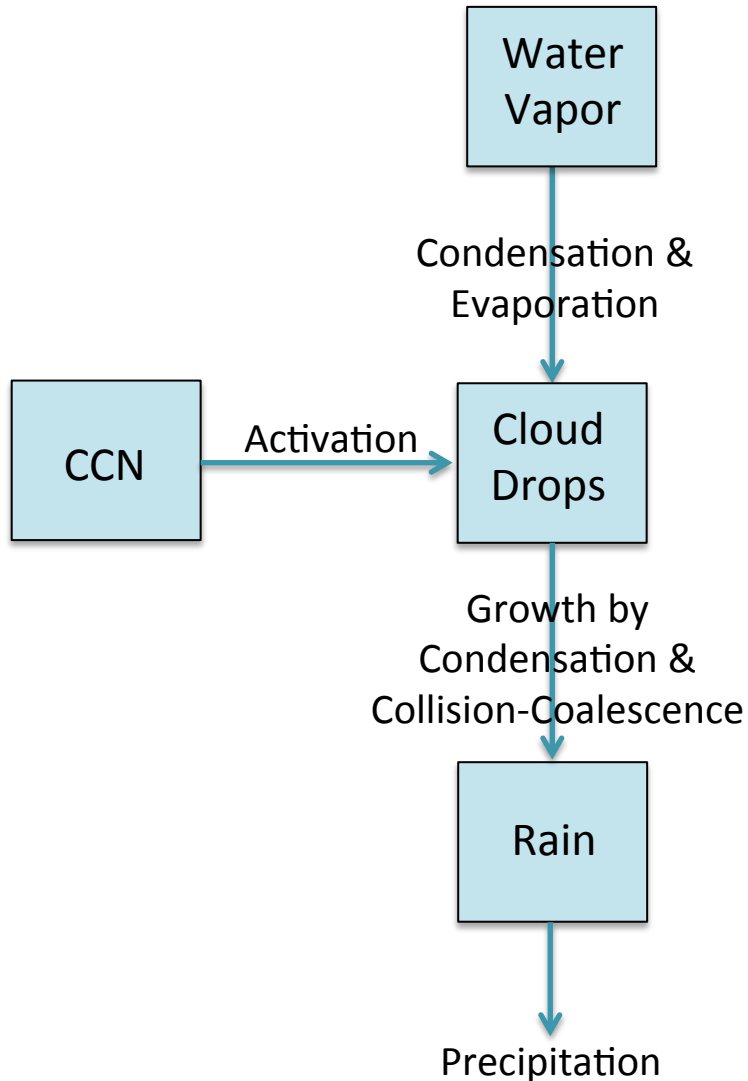 Water
Vapor
Condensation &
Evaporation
CCN
Activation
Cloud
Drops
Growth by
Condensation &
Collision-Coalescence
Rain
Precipitation